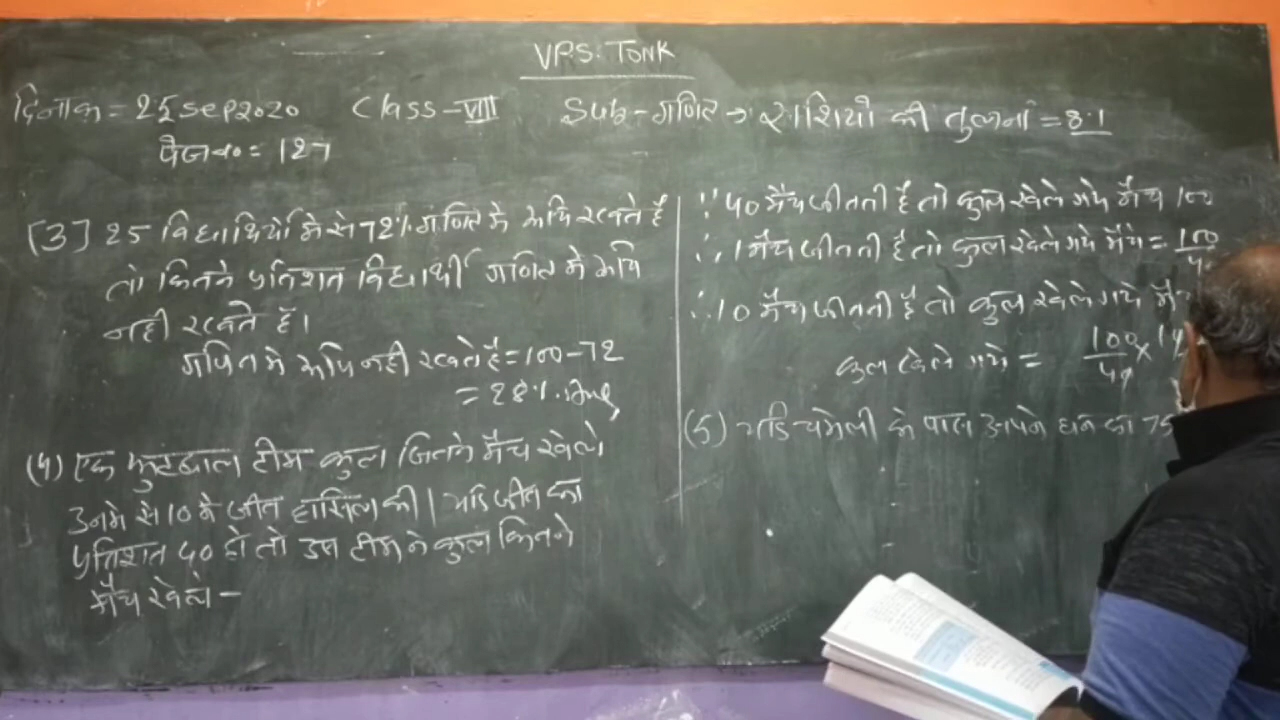 V.P.S. TONK
दिनाक = 25 Sep 2020 Class - VIII Sub - गणित → राशियों की तुलना = 8.1
पेज न० = 127
[3] 25 विद्यार्थियों मे से 72% गणित मे रूचि रखते है
तो कितने प्रतिशत विद्यार्थी गणित मे रूचि
नही रखते हैं।
गणित मे रूचि नही रखते है = 100 - 72
= 28% Ans
(4) एक फुटबाल टीम कुल जितने मैच खेले
उनमे से 10 मे जीत हासिल की। यदि जीत का
प्रतिशत 40 हो तो उस टीम ने कुल कितने
मैच खेले -
∵ 40 मैच जीतती है तो कुल खेले गये मैच 100
∴ 1 मैच जीतती है तो कुल खेले गये मैच = 100/4
∴ 10 मैच जीतती है तो कुल खेले गये मै
कुल खेले गये = 100/40 × 1
(5) यदि चमेली के पास अपने धन का 75